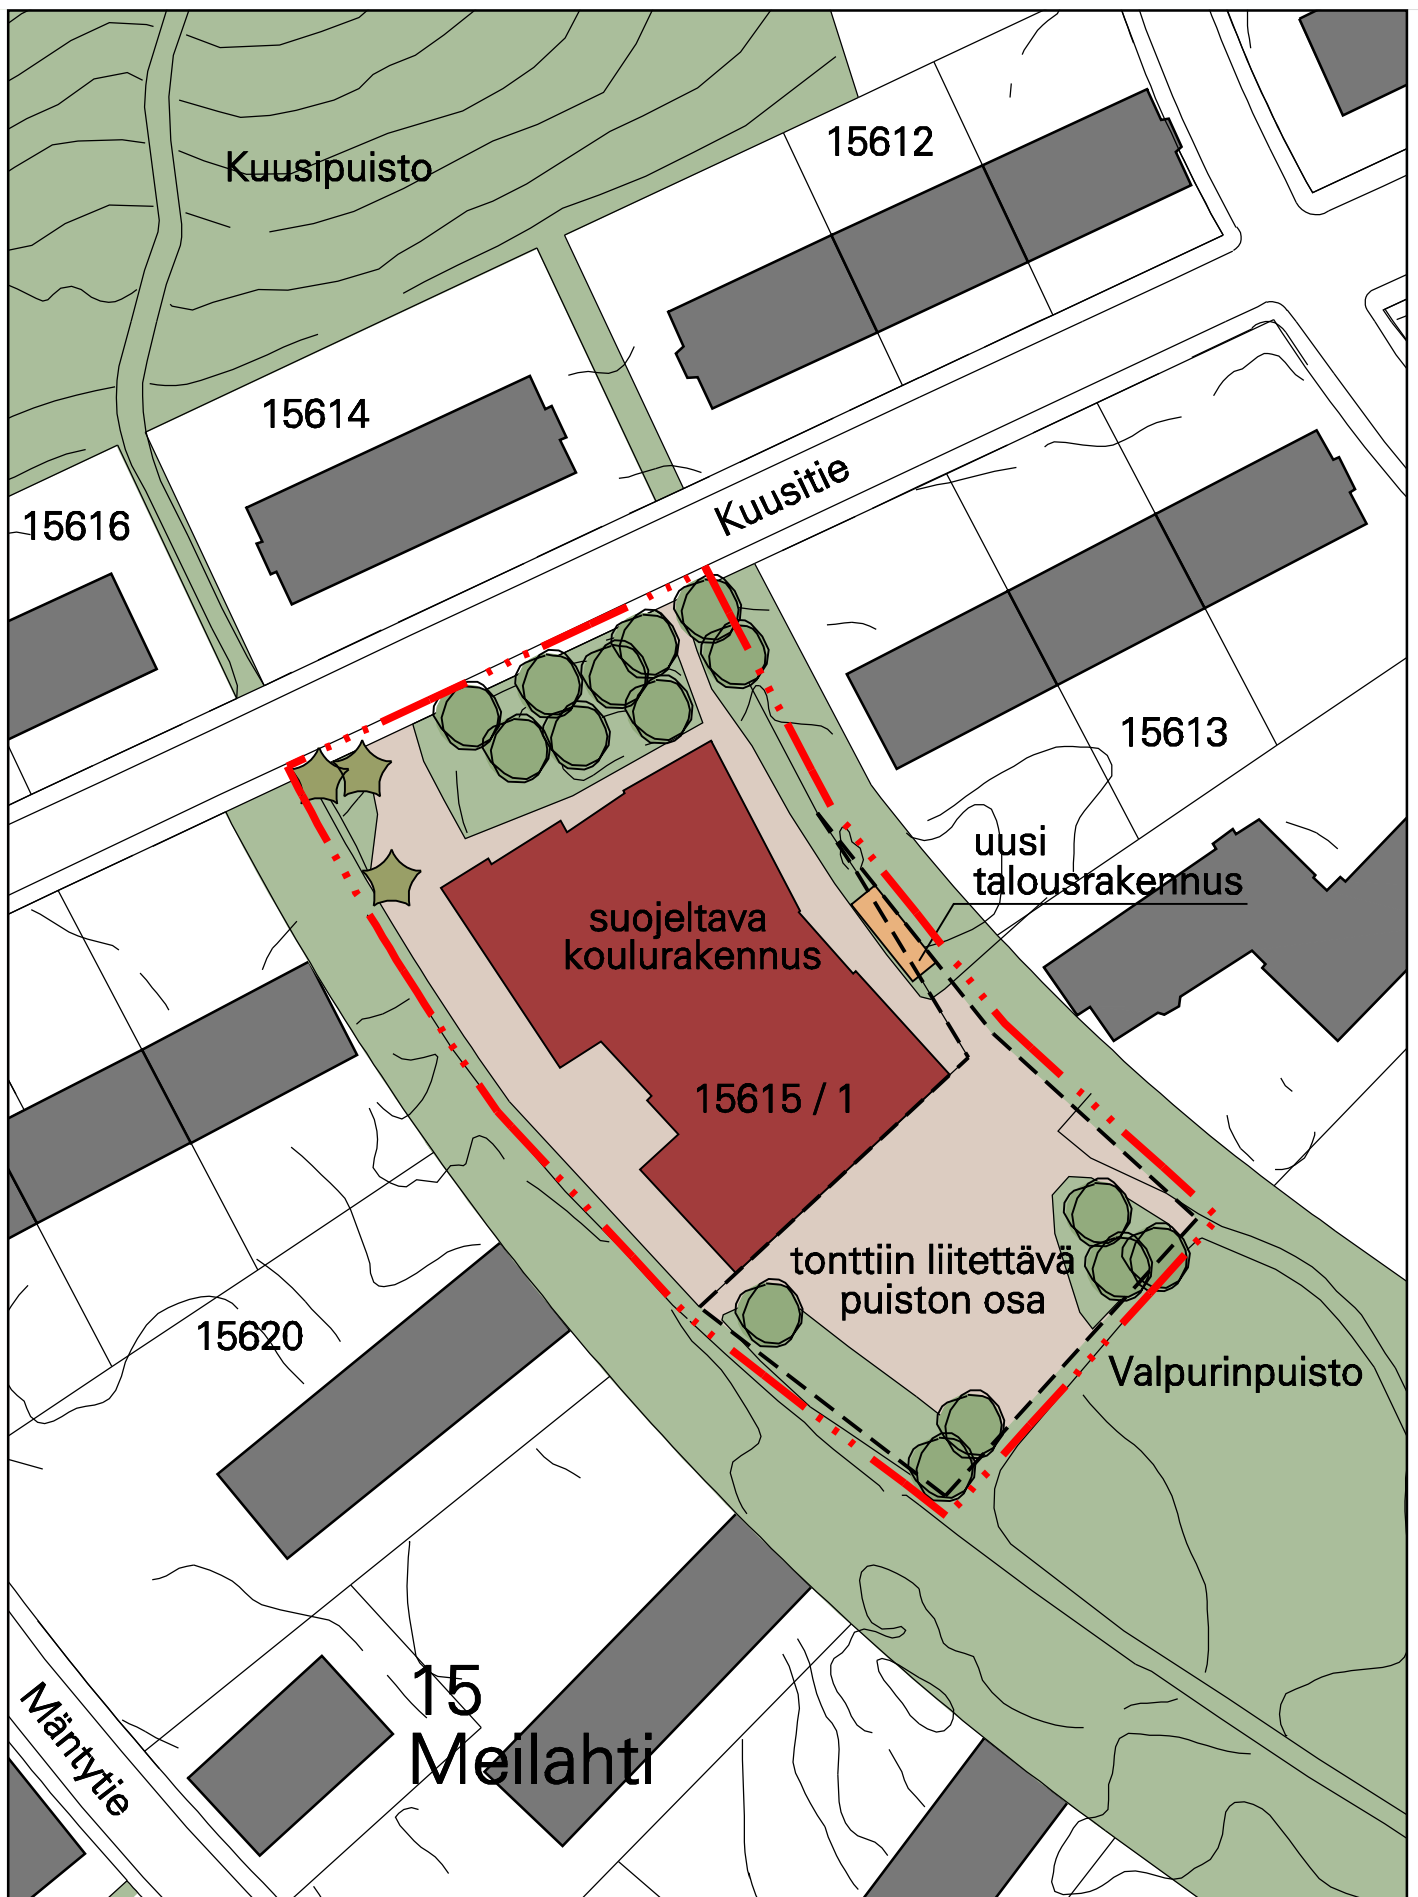 15612
Kuusipuisto
15614
Kuusitie
15616
15613
uusi
talousrakennus
suojeltava
koulurakennus
15615 / 1
tonttiin liitettävä
puiston osa
15620
Valpurinpuisto
15
Meilahti
Mäntytie